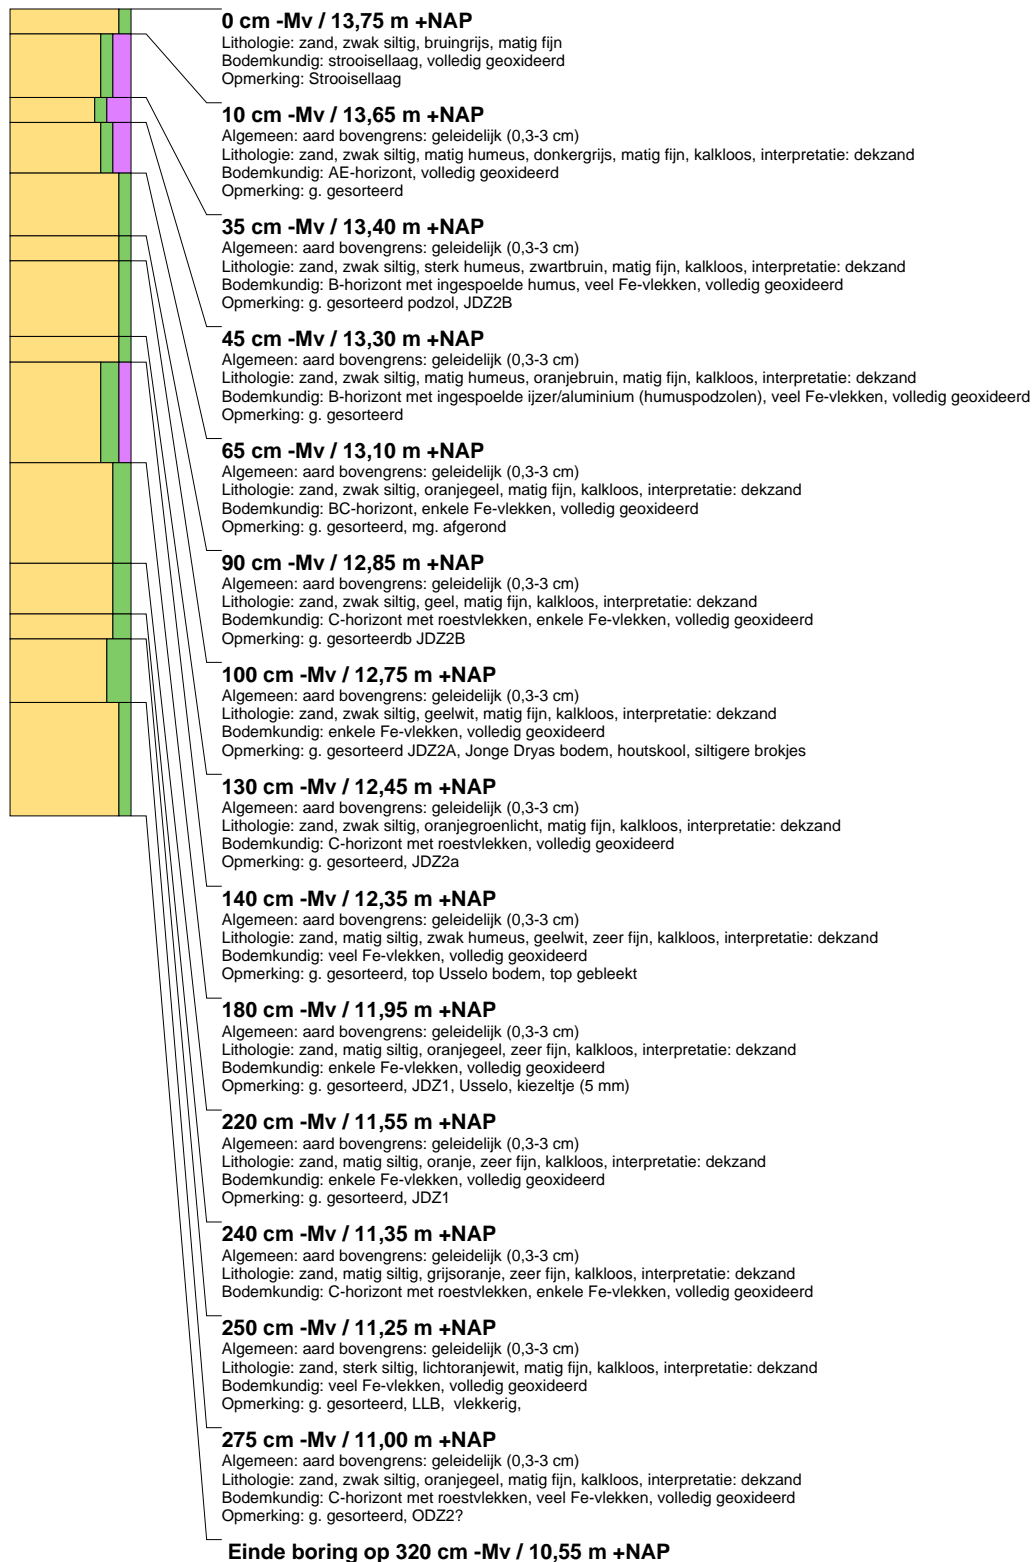 0 cm -Mv / 13,75 m +NAP
Lithologie: zand, zwak siltig, bruingrijs, matig fijn
Bodemkundig: strooisellaag, volledig geoxideerd
Opmerking: Strooisellaag
10 cm -Mv / 13,65 m +NAP
Algemeen: aard bovengrens: geleidelijk (0,3-3 cm)
Lithologie: zand, zwak siltig, matig humeus, donkergrijs, matig fijn, kalkloos, interpretatie: dekzand
Bodemkundig: AE-horizont, volledig geoxideerd
Opmerking: g. gesorteerd
35 cm -Mv / 13,40 m +NAP
Algemeen: aard bovengrens: geleidelijk (0,3-3 cm)
Lithologie: zand, zwak siltig, sterk humeus, zwartbruin, matig fijn, kalkloos, interpretatie: dekzand
Bodemkundig: B-horizont met ingespoelde humus, veel Fe-vlekken, volledig geoxideerd
Opmerking: g. gesorteerd podzol, JDZ2B
45 cm -Mv / 13,30 m +NAP
Algemeen: aard bovengrens: geleidelijk (0,3-3 cm)
Lithologie: zand, zwak siltig, matig humeus, oranjebruin, matig fijn, kalkloos, interpretatie: dekzand
Bodemkundig: B-horizont met ingespoelde ijzer/aluminium (humuspodzolen), veel Fe-vlekken, volledig geoxideerd
Opmerking: g. gesorteerd
65 cm -Mv / 13,10 m +NAP
Algemeen: aard bovengrens: geleidelijk (0,3-3 cm)
Lithologie: zand, zwak siltig, oranjegeel, matig fijn, kalkloos, interpretatie: dekzand
Bodemkundig: BC-horizont, enkele Fe-vlekken, volledig geoxideerd
Opmerking: g. gesorteerd, mg. afgerond
90 cm -Mv / 12,85 m +NAP
Algemeen: aard bovengrens: geleidelijk (0,3-3 cm)
Lithologie: zand, zwak siltig, geel, matig fijn, kalkloos, interpretatie: dekzand
Bodemkundig: C-horizont met roestvlekken, enkele Fe-vlekken, volledig geoxideerd
Opmerking: g. gesorteerdb JDZ2B
100 cm -Mv / 12,75 m +NAP
Algemeen: aard bovengrens: geleidelijk (0,3-3 cm)
Lithologie: zand, zwak siltig, geelwit, matig fijn, kalkloos, interpretatie: dekzand
Bodemkundig: enkele Fe-vlekken, volledig geoxideerd
Opmerking: g. gesorteerd JDZ2A, Jonge Dryas bodem, houtskool, siltigere brokjes
130 cm -Mv / 12,45 m +NAP
Algemeen: aard bovengrens: geleidelijk (0,3-3 cm)
Lithologie: zand, zwak siltig, oranjegroenlicht, matig fijn, kalkloos, interpretatie: dekzand
Bodemkundig: C-horizont met roestvlekken, volledig geoxideerd
Opmerking: g. gesorteerd, JDZ2a
140 cm -Mv / 12,35 m +NAP
Algemeen: aard bovengrens: geleidelijk (0,3-3 cm)
Lithologie: zand, matig siltig, zwak humeus, geelwit, zeer fijn, kalkloos, interpretatie: dekzand
Bodemkundig: veel Fe-vlekken, volledig geoxideerd
Opmerking: g. gesorteerd, top Usselo bodem, top gebleekt
180 cm -Mv / 11,95 m +NAP
Algemeen: aard bovengrens: geleidelijk (0,3-3 cm)
Lithologie: zand, matig siltig, oranjegeel, zeer fijn, kalkloos, interpretatie: dekzand
Bodemkundig: enkele Fe-vlekken, volledig geoxideerd
Opmerking: g. gesorteerd, JDZ1, Usselo, kiezeltje (5 mm)
220 cm -Mv / 11,55 m +NAP
Algemeen: aard bovengrens: geleidelijk (0,3-3 cm)
Lithologie: zand, matig siltig, oranje, zeer fijn, kalkloos, interpretatie: dekzand
Bodemkundig: enkele Fe-vlekken, volledig geoxideerd
Opmerking: g. gesorteerd, JDZ1
240 cm -Mv / 11,35 m +NAP
Algemeen: aard bovengrens: geleidelijk (0,3-3 cm)
Lithologie: zand, matig siltig, grijsoranje, zeer fijn, kalkloos, interpretatie: dekzand
Bodemkundig: C-horizont met roestvlekken, enkele Fe-vlekken, volledig geoxideerd
250 cm -Mv / 11,25 m +NAP
Algemeen: aard bovengrens: geleidelijk (0,3-3 cm)
Lithologie: zand, sterk siltig, lichtoranjewit, matig fijn, kalkloos, interpretatie: dekzand
Bodemkundig: veel Fe-vlekken, volledig geoxideerd
Opmerking: g. gesorteerd, LLB,  vlekkerig,
275 cm -Mv / 11,00 m +NAP
Algemeen: aard bovengrens: geleidelijk (0,3-3 cm)
Lithologie: zand, zwak siltig, oranjegeel, matig fijn, kalkloos, interpretatie: dekzand
Bodemkundig: C-horizont met roestvlekken, veel Fe-vlekken, volledig geoxideerd
Opmerking: g. gesorteerd, ODZ2?
Einde boring op 320 cm -Mv / 10,55 m +NAP